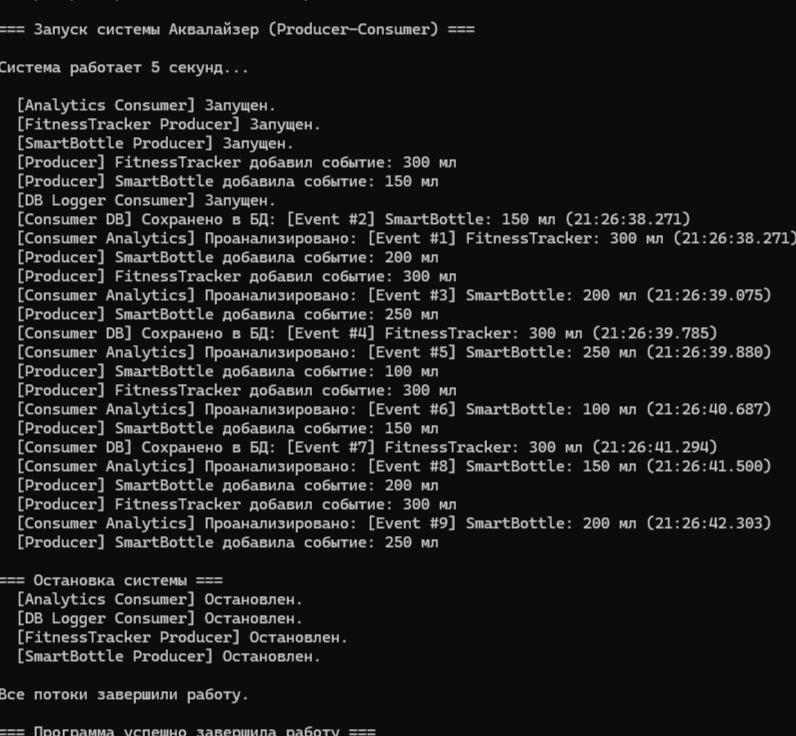 === Запуск системы Аквалайзер (Producer-Consumer) ===
Система работает 5 секунд...
[Analytics Consumer] Запущен.
[FitnessTracker Producer] Запущен.
[SmartBottle Producer] Запущен.
[Producer] FitnessTracker добавил событие: 300 мл
[Producer] SmartBottle добавила событие: 150 мл
[DB Logger Consumer] Запущен.
[Consumer DB] Сохранено в БД: [Event #2] SmartBottle: 150 мл (21:26:38.271)
[Consumer Analytics] Проанализировано: [Event #1] FitnessTracker: 300 мл (21:26:38.271)
[Producer] SmartBottle добавила событие: 200 мл
[Producer] FitnessTracker добавил событие: 300 мл
[Consumer Analytics] Проанализировано: [Event #3] SmartBottle: 200 мл (21:26:39.075)
[Producer] SmartBottle добавила событие: 250 мл
[Consumer DB] Сохранено в БД: [Event #4] FitnessTracker: 300 мл (21:26:39.785)
[Consumer Analytics] Проанализировано: [Event #5] SmartBottle: 250 мл (21:26:39.880)
[Producer] SmartBottle добавила событие: 100 мл
[Producer] FitnessTracker добавил событие: 300 мл
[Consumer Analytics] Проанализировано: [Event #6] SmartBottle: 100 мл (21:26:40.687)
[Producer] SmartBottle добавила событие: 150 мл
[Consumer DB] Сохранено в БД: [Event #7] FitnessTracker: 300 мл (21:26:41.294)
[Consumer Analytics] Проанализировано: [Event #8] SmartBottle: 150 мл (21:26:41.500)
[Producer] SmartBottle добавила событие: 200 мл
[Producer] FitnessTracker добавил событие: 300 мл
[Consumer Analytics] Проанализировано: [Event #9] SmartBottle: 200 мл (21:26:42.303)
[Producer] SmartBottle добавила событие: 250 мл
=== Остановка системы ===
[Analytics Consumer] Остановлен.
[DB Logger Consumer] Остановлен.
[FitnessTracker Producer] Остановлен.
[SmartBottle Producer] Остановлен.
Все потоки завершили работу.
=== Программа успешно завершила работу ===